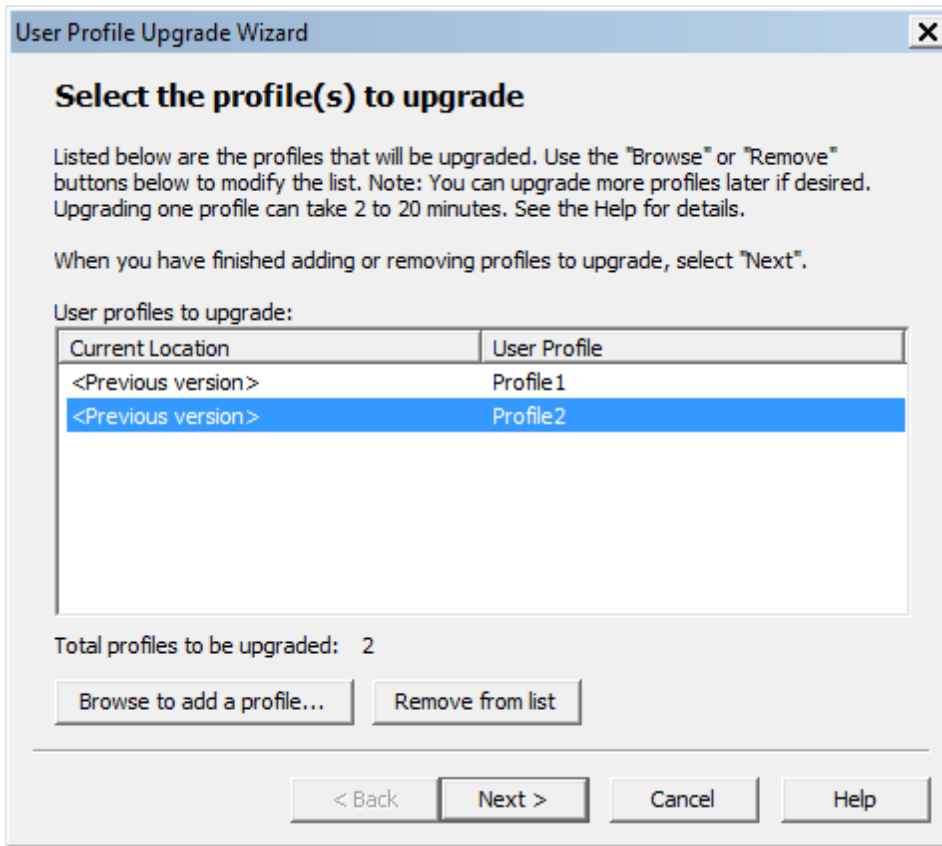 User Profile Upgrade Wizard
Select the profile(s) to upgrade
Listed below are the profiles that will be upgraded. Use the "Browse" or "Remove"
buttons below to modify the list. Note: You can upgrade more profiles later if desired.
Upgrading one profile can take 2 to 20 minutes. See the Help for details.
When you have finished adding or removing profiles to upgrade, select "Next".
User profiles to upgrade:
Current Location User Profile
<Previous version> Profile1
<Previous version> Profile2
Total profiles to be upgraded: 2
Browse to add a profile... Remove from list
< Back Next > Cancel Help